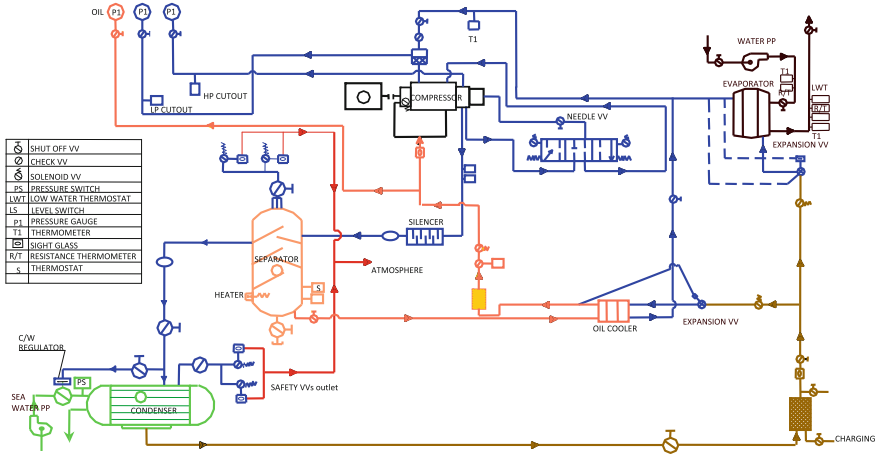 OIL P1 P1 P1
T1
WATER PP
EVAPORATOR
T1
R/T
LWT
R/T
T1
EXPANSION VV
LP CUTOUT
HP CUTOUT
COMPRESSOR
NEEDLE VV
SHUT OFF VV
CHECK VV
SOLENOID VV
PS PRESSURE SWITCH
LWT LOW WATER THERMOSTAT
LS LEVEL SWITCH
P1 PRESSURE GAUGE
T1 THERMOMETER
SIGHT GLASS
R/T RESISTANCE THERMOMETER
S THERMOSTAT
SILENCER
SEPARATOR
ATMOSPHERE
HEATER
S
OIL COOLER
EXPANSION VV
C/W
REGULATOR
PS
SAFETY VVs outlet
SEA
WATER PP
CONDENSER
CHARGING